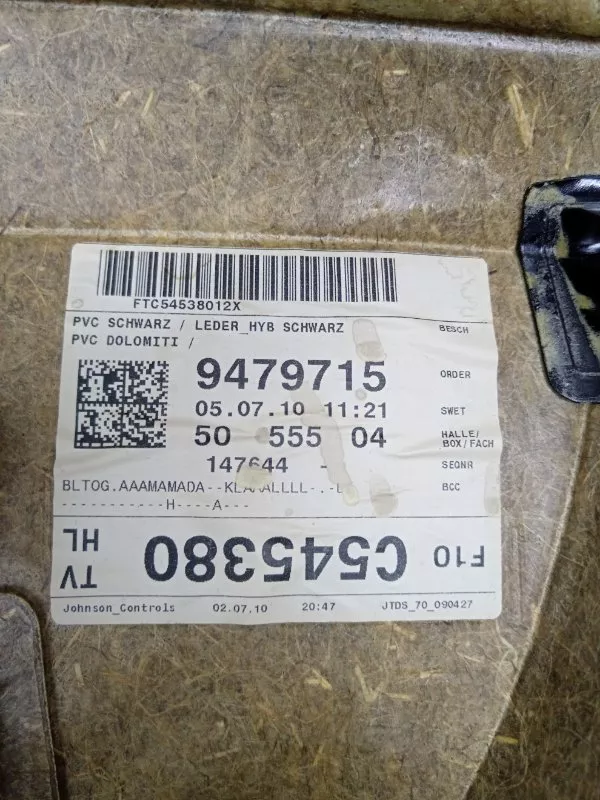 FTC54538012X
PVC SCHWARZ / LEDER_HYB SCHWARZ BESCH
PVC DOLOMITI /
9479715 ORDER
05.07.10 11:21 SWET
50 555 04 HALLE/
BOX/FACH
147644 - SEQNR
BCC
-----------H----A---
TV HL C545380 F10
Johnson_Controls 02.07.10 20:47 JTDS_70_090427